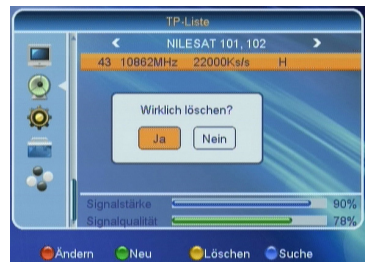 TP-Liste
NILESAT 101, 102
43 10862MHz 22000Ks/s H
Wirklich löschen?
Ja Nein
Signalstärke 90%
Signalqualität 78%
Ändern Neu Löschen Suche